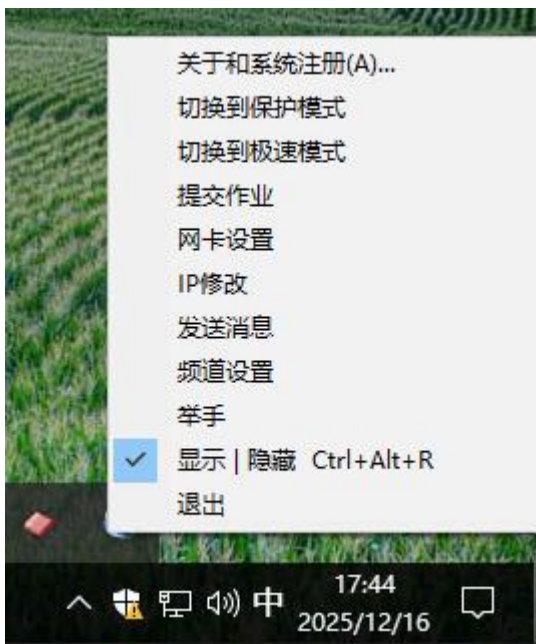 关于和系统注册(A)...
切换到保护模式
切换到极速模式
提交作业
网卡设置
IP修改
发送消息
频道设置
举手
显示 | 隐藏 Ctrl+Alt+R
退出
中
17:44
2025/12/16